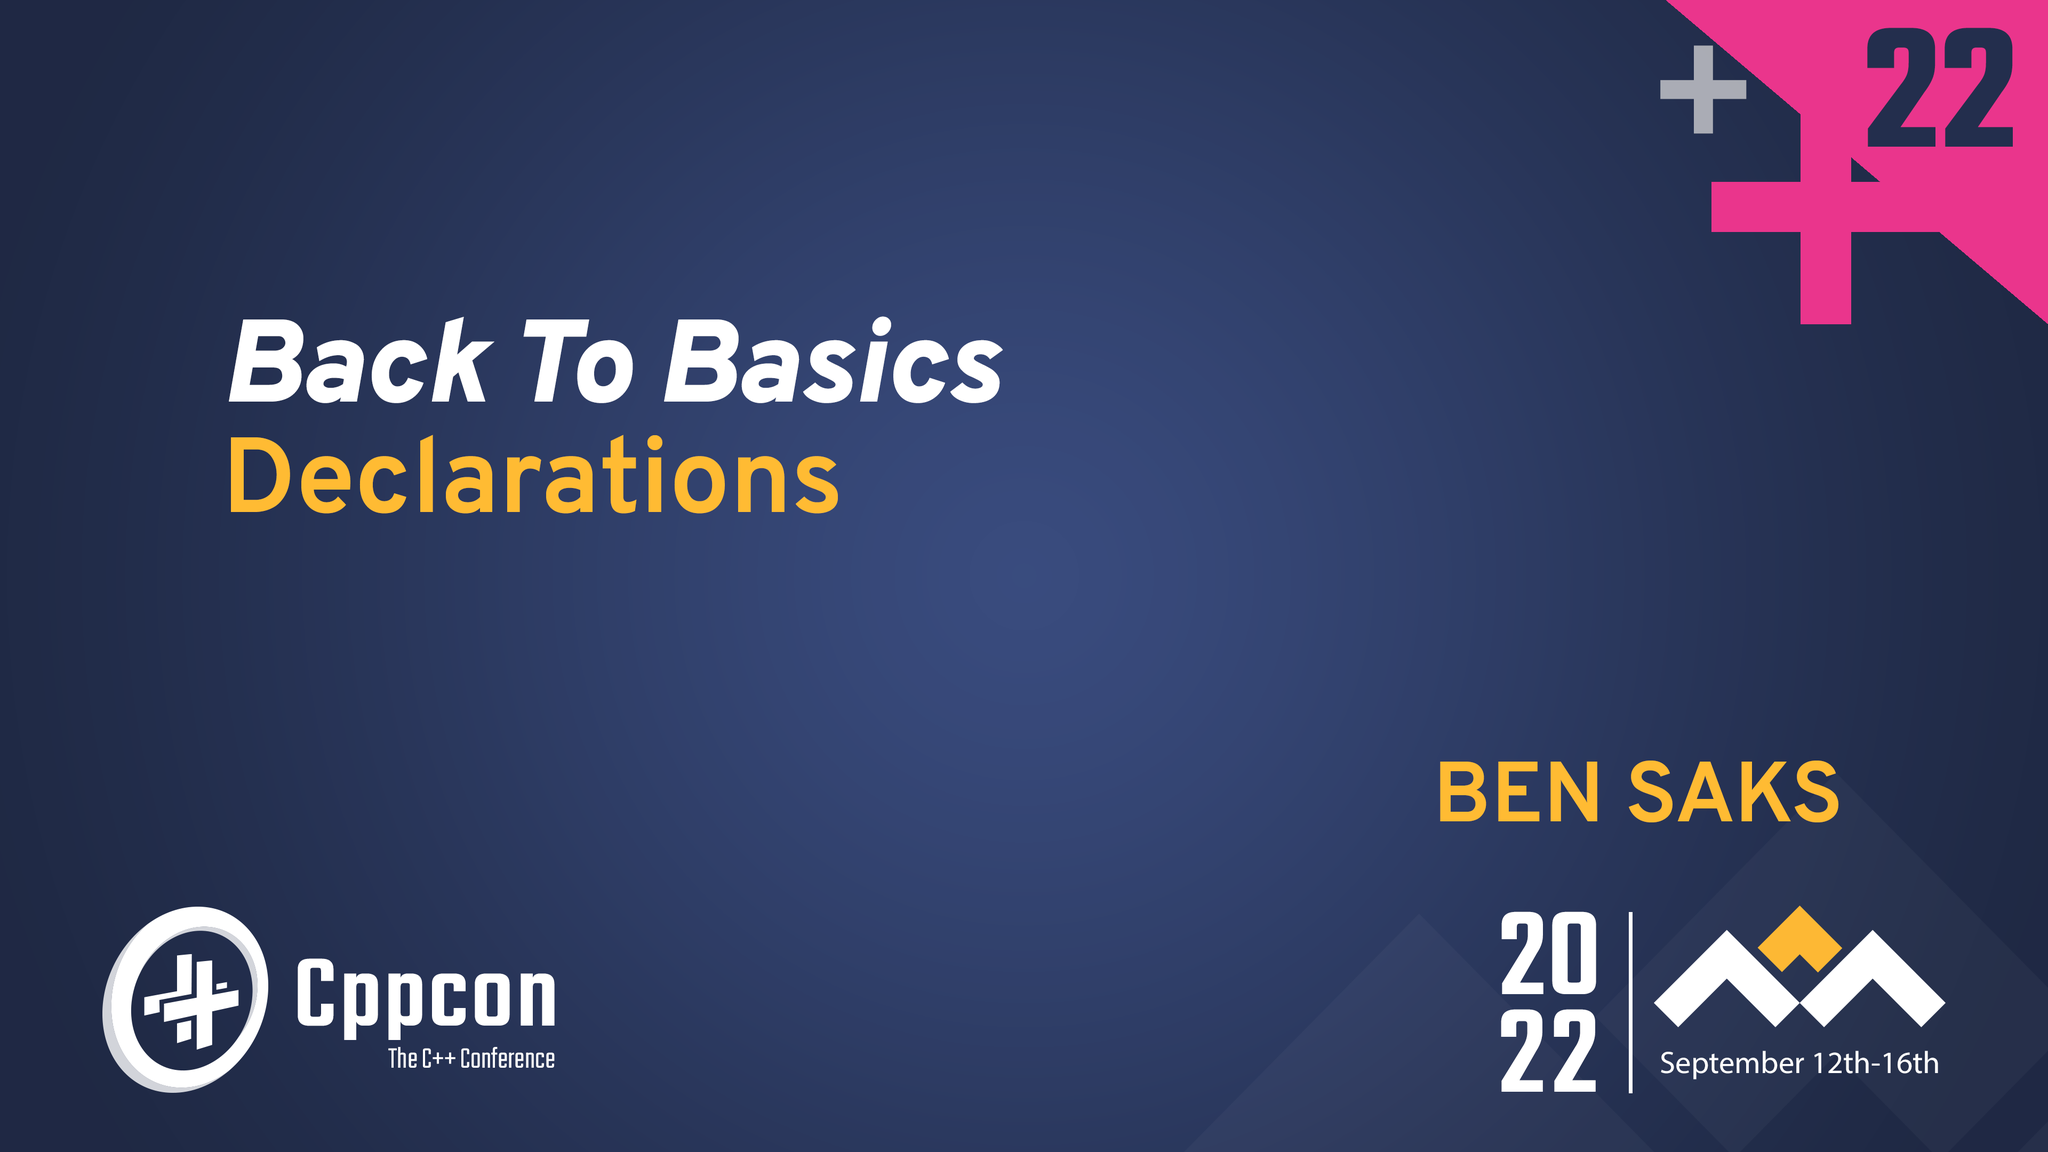 22
Back To Basics
Declarations
BEN SAKS
Cppcon
The C++ Conference
20
22
September 12th-16th